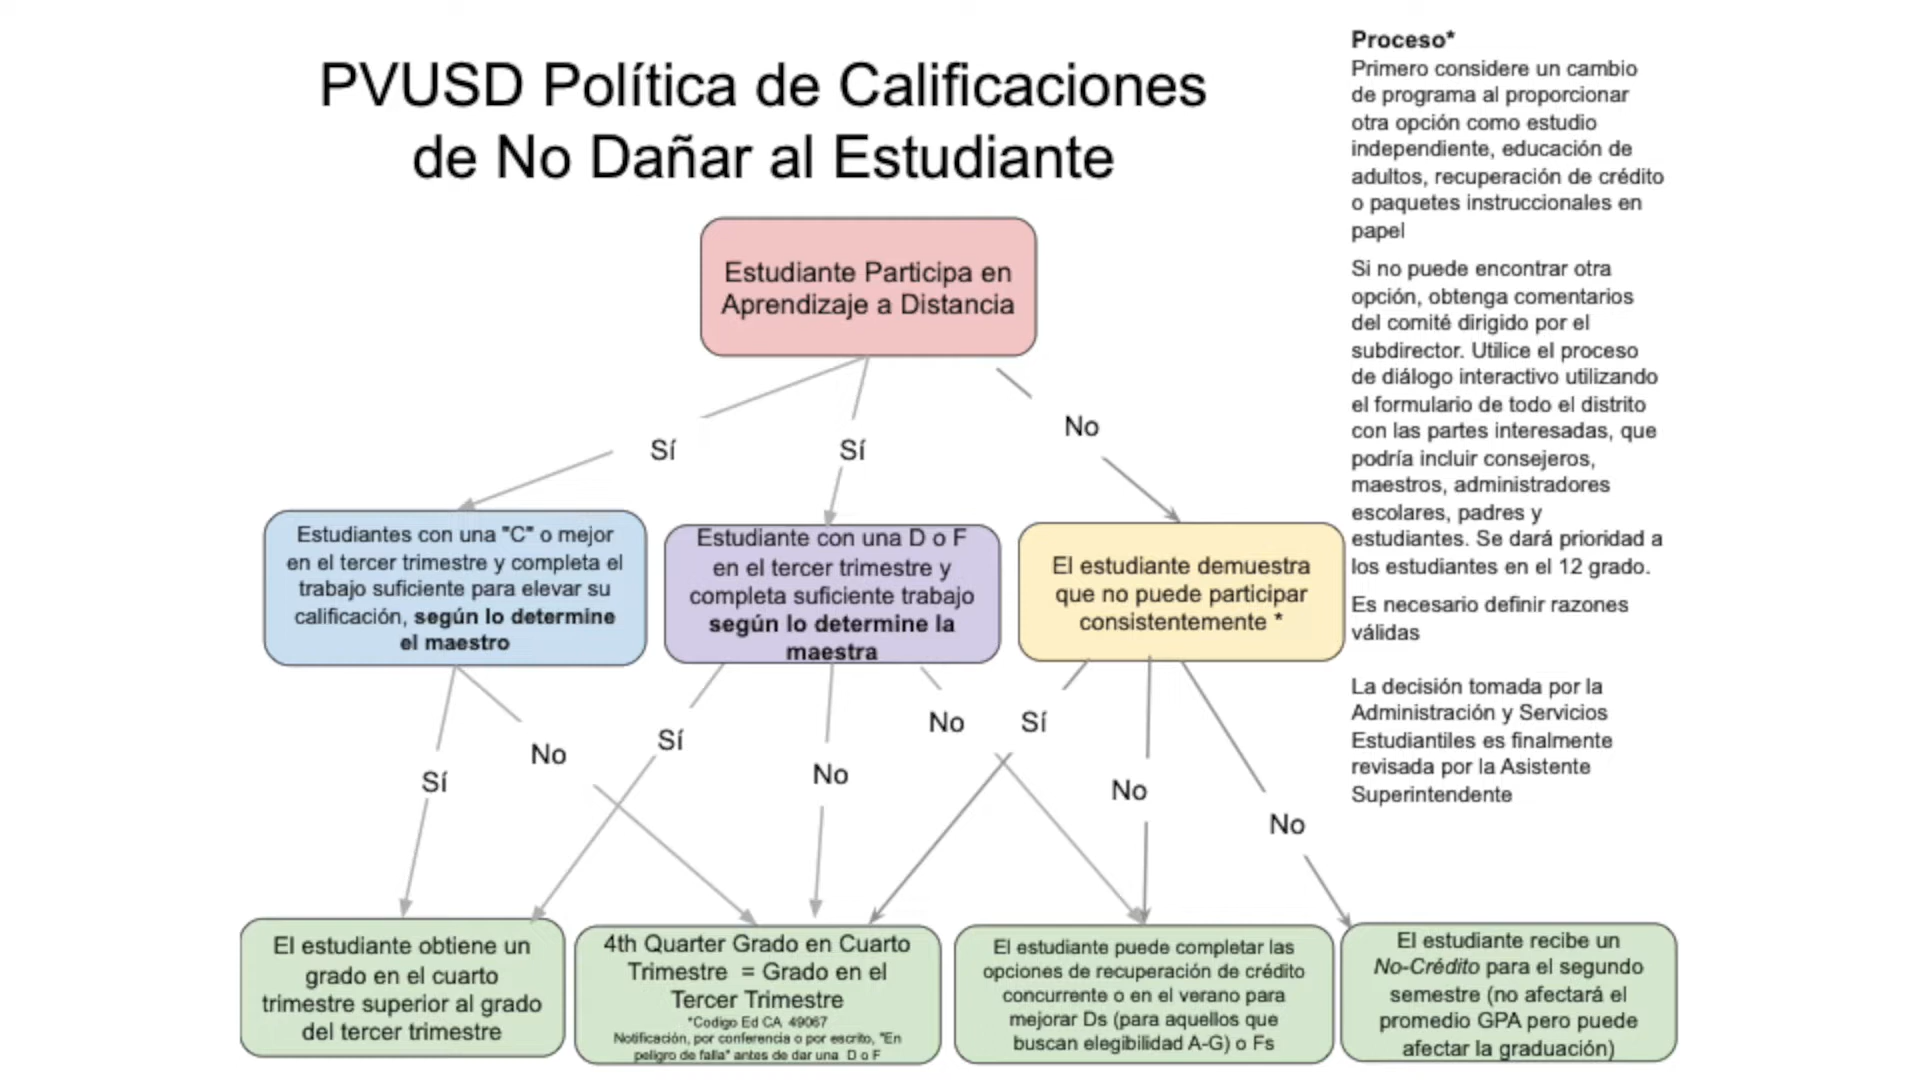 PVUSD Política de Calificaciones
de No Dañar al Estudiante
Proceso*
Primero considere un cambio
de programa al proporcionar
otra opción como estudio
independiente, educación de
adultos, recuperación de crédito
o paquetes instruccionales en
papel
Si no puede encontrar otra
opción, obtenga comentarios
del comité dirigido por el
subdirector. Utilice el proceso
de diálogo interactivo utilizando
el formulario de todo el distrito
con las partes interesadas, que
podría incluir consejeros,
maestros, administradores
escolares, padres y
estudiantes. Se dará prioridad a
los estudiantes en el 12 grado.
Es necesario definir razones
válidas
La decisión tomada por la
Administración y Servicios
Estudiantiles es finalmente
revisada por la Asistente
Superintendente
Estudiante Participa en
Aprendizaje a Distancia
Sí
Sí
No
Estudiantes con una "C" o mejor
en el tercer trimestre y completa el
trabajo suficiente para elevar su
calificación, según lo determine
el maestro
Estudiante con una D o F
en el tercer trimestre y
completa suficiente trabajo
según lo determine la
maestra
El estudiante demuestra
que no puede participar
consistentemente *
Sí
No
Sí
No
No
Sí
No
No
El estudiante obtiene un
grado en el cuarto
trimestre superior al grado
del tercer trimestre
4th Quarter Grado en Cuarto
Trimestre = Grado en el
Tercer Trimestre
*Codigo Ed CA 49067
Notificación, por conferencia o por escrito, "En
peligro de falla" antes de dar una D o F
El estudiante puede completar las
opciones de recuperación de crédito
concurrente o en el verano para
mejorar Ds (para aquellos que
buscan elegibilidad A-G) o Fs
El estudiante recibe un
No-Crédito para el segundo
semestre (no afectará el
promedio GPA pero puede
afectar la graduación)